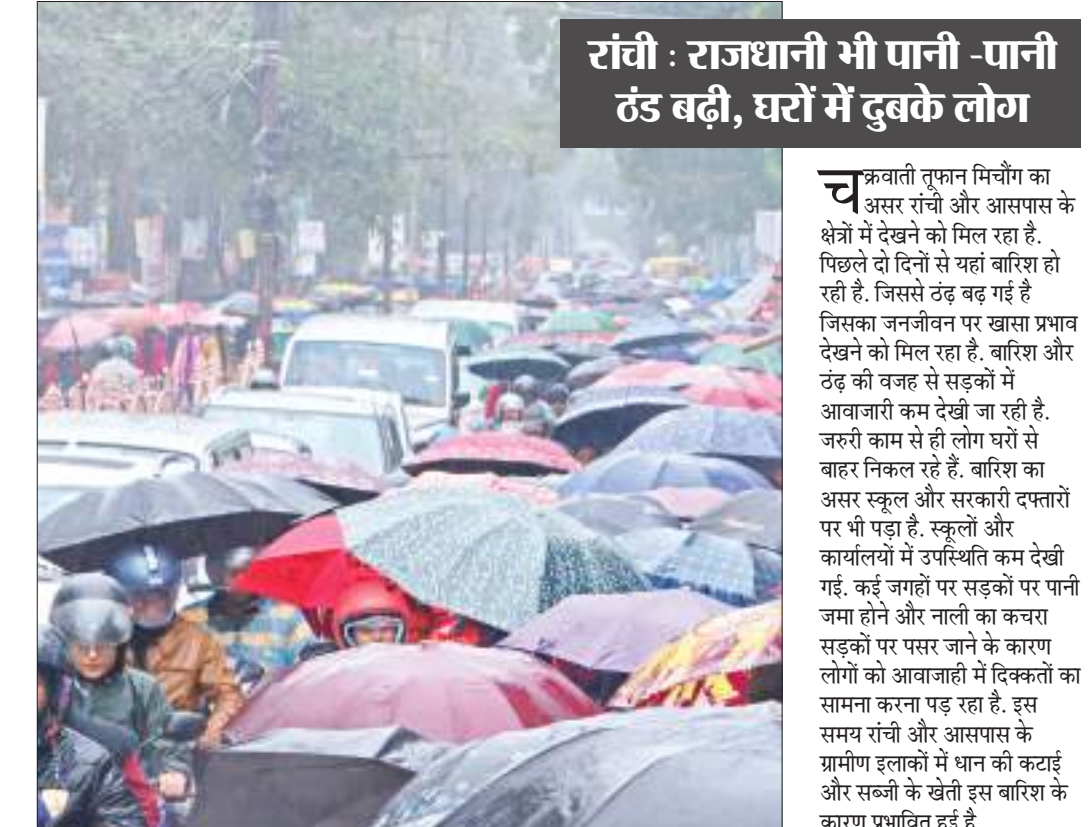 रांची : राजधानी भी पानी -पानी
ठंड बढ़ी, घरों में दुबके लोग
चक्रवाती तूफान मिचौंग का
असर रांची और आसपास के
क्षेत्रों में देखने को मिल रहा है.
पिछले दो दिनों से यहां बारिश हो
रही है. जिससे ठंढ़ बढ़ गई है
जिसका जनजीवन पर खासा प्रभाव
देखने को मिल रहा है. बारिश और
ठंढ़ की वजह से सड़कों में
आवाजारी कम देखी जा रही है.
जरुरी काम से ही लोग घरों से
बाहर निकल रहे हैं. बारिश का
असर स्कूल और सरकारी दफ्तारों
पर भी पड़ा है. स्कूलों और
कार्यालयों में उपस्थिति कम देखी
गई. कई जगहों पर सड़कों पर पानी
जमा होने और नाली का कचरा
सड़कों पर पसर जाने के कारण
लोगों को आवाजाही में दिक्कतों का
सामना करना पड़ रहा है. इस
समय रांची और आसपास के
ग्रामीण इलाकों में धान की कटाई
और सब्जी के खेती इस बारिश के
कारण प्रभावित हुई है